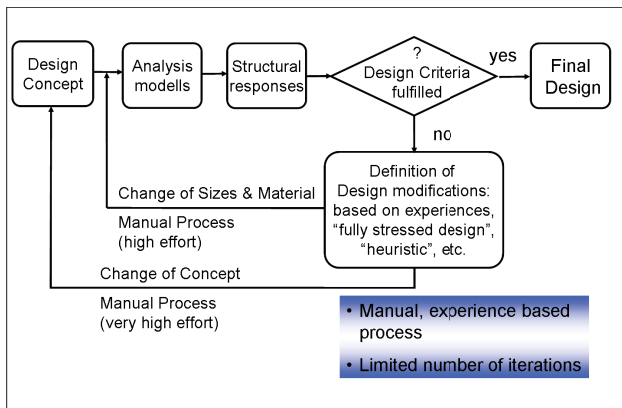 Design
Concept
Analysis
modells
Structural
responses
?
Design Criteria
fulfilled
yes
Final
Design
no
Definition of
Design modifications:
based on experiences,
“fully stressed design”,
“heuristic”, etc.
Change of Sizes & Material
Manual Process
(high effort)
Change of Concept
Manual Process
(very high effort)
• Manual, experience based
process
• Limited number of iterations